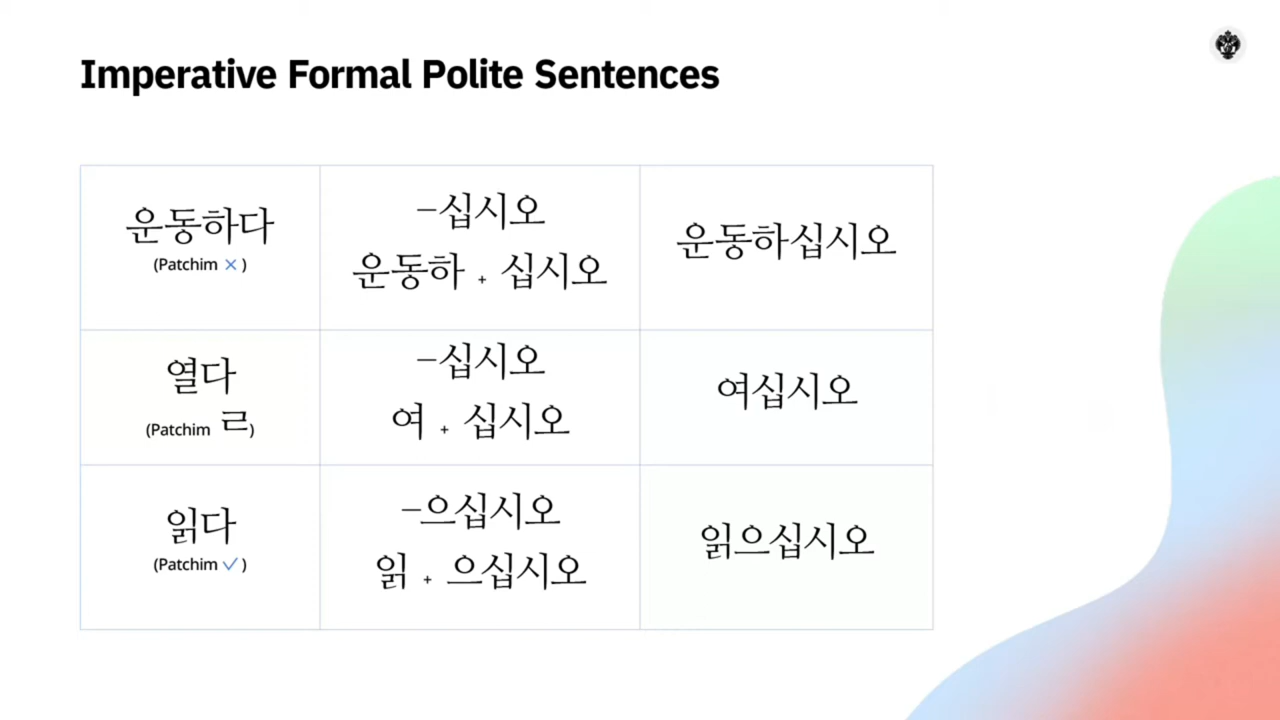 Imperative Formal Polite Sentences
운동하다
(Patchim ×)
–십시오
운동하 + 십시오
운동하십시오
열다
(Patchim ㄹ)
–십시오
여 + 십시오
여십시오
읽다
(Patchim ✓)
–으십시오
읽 + 으십시오
읽으십시오